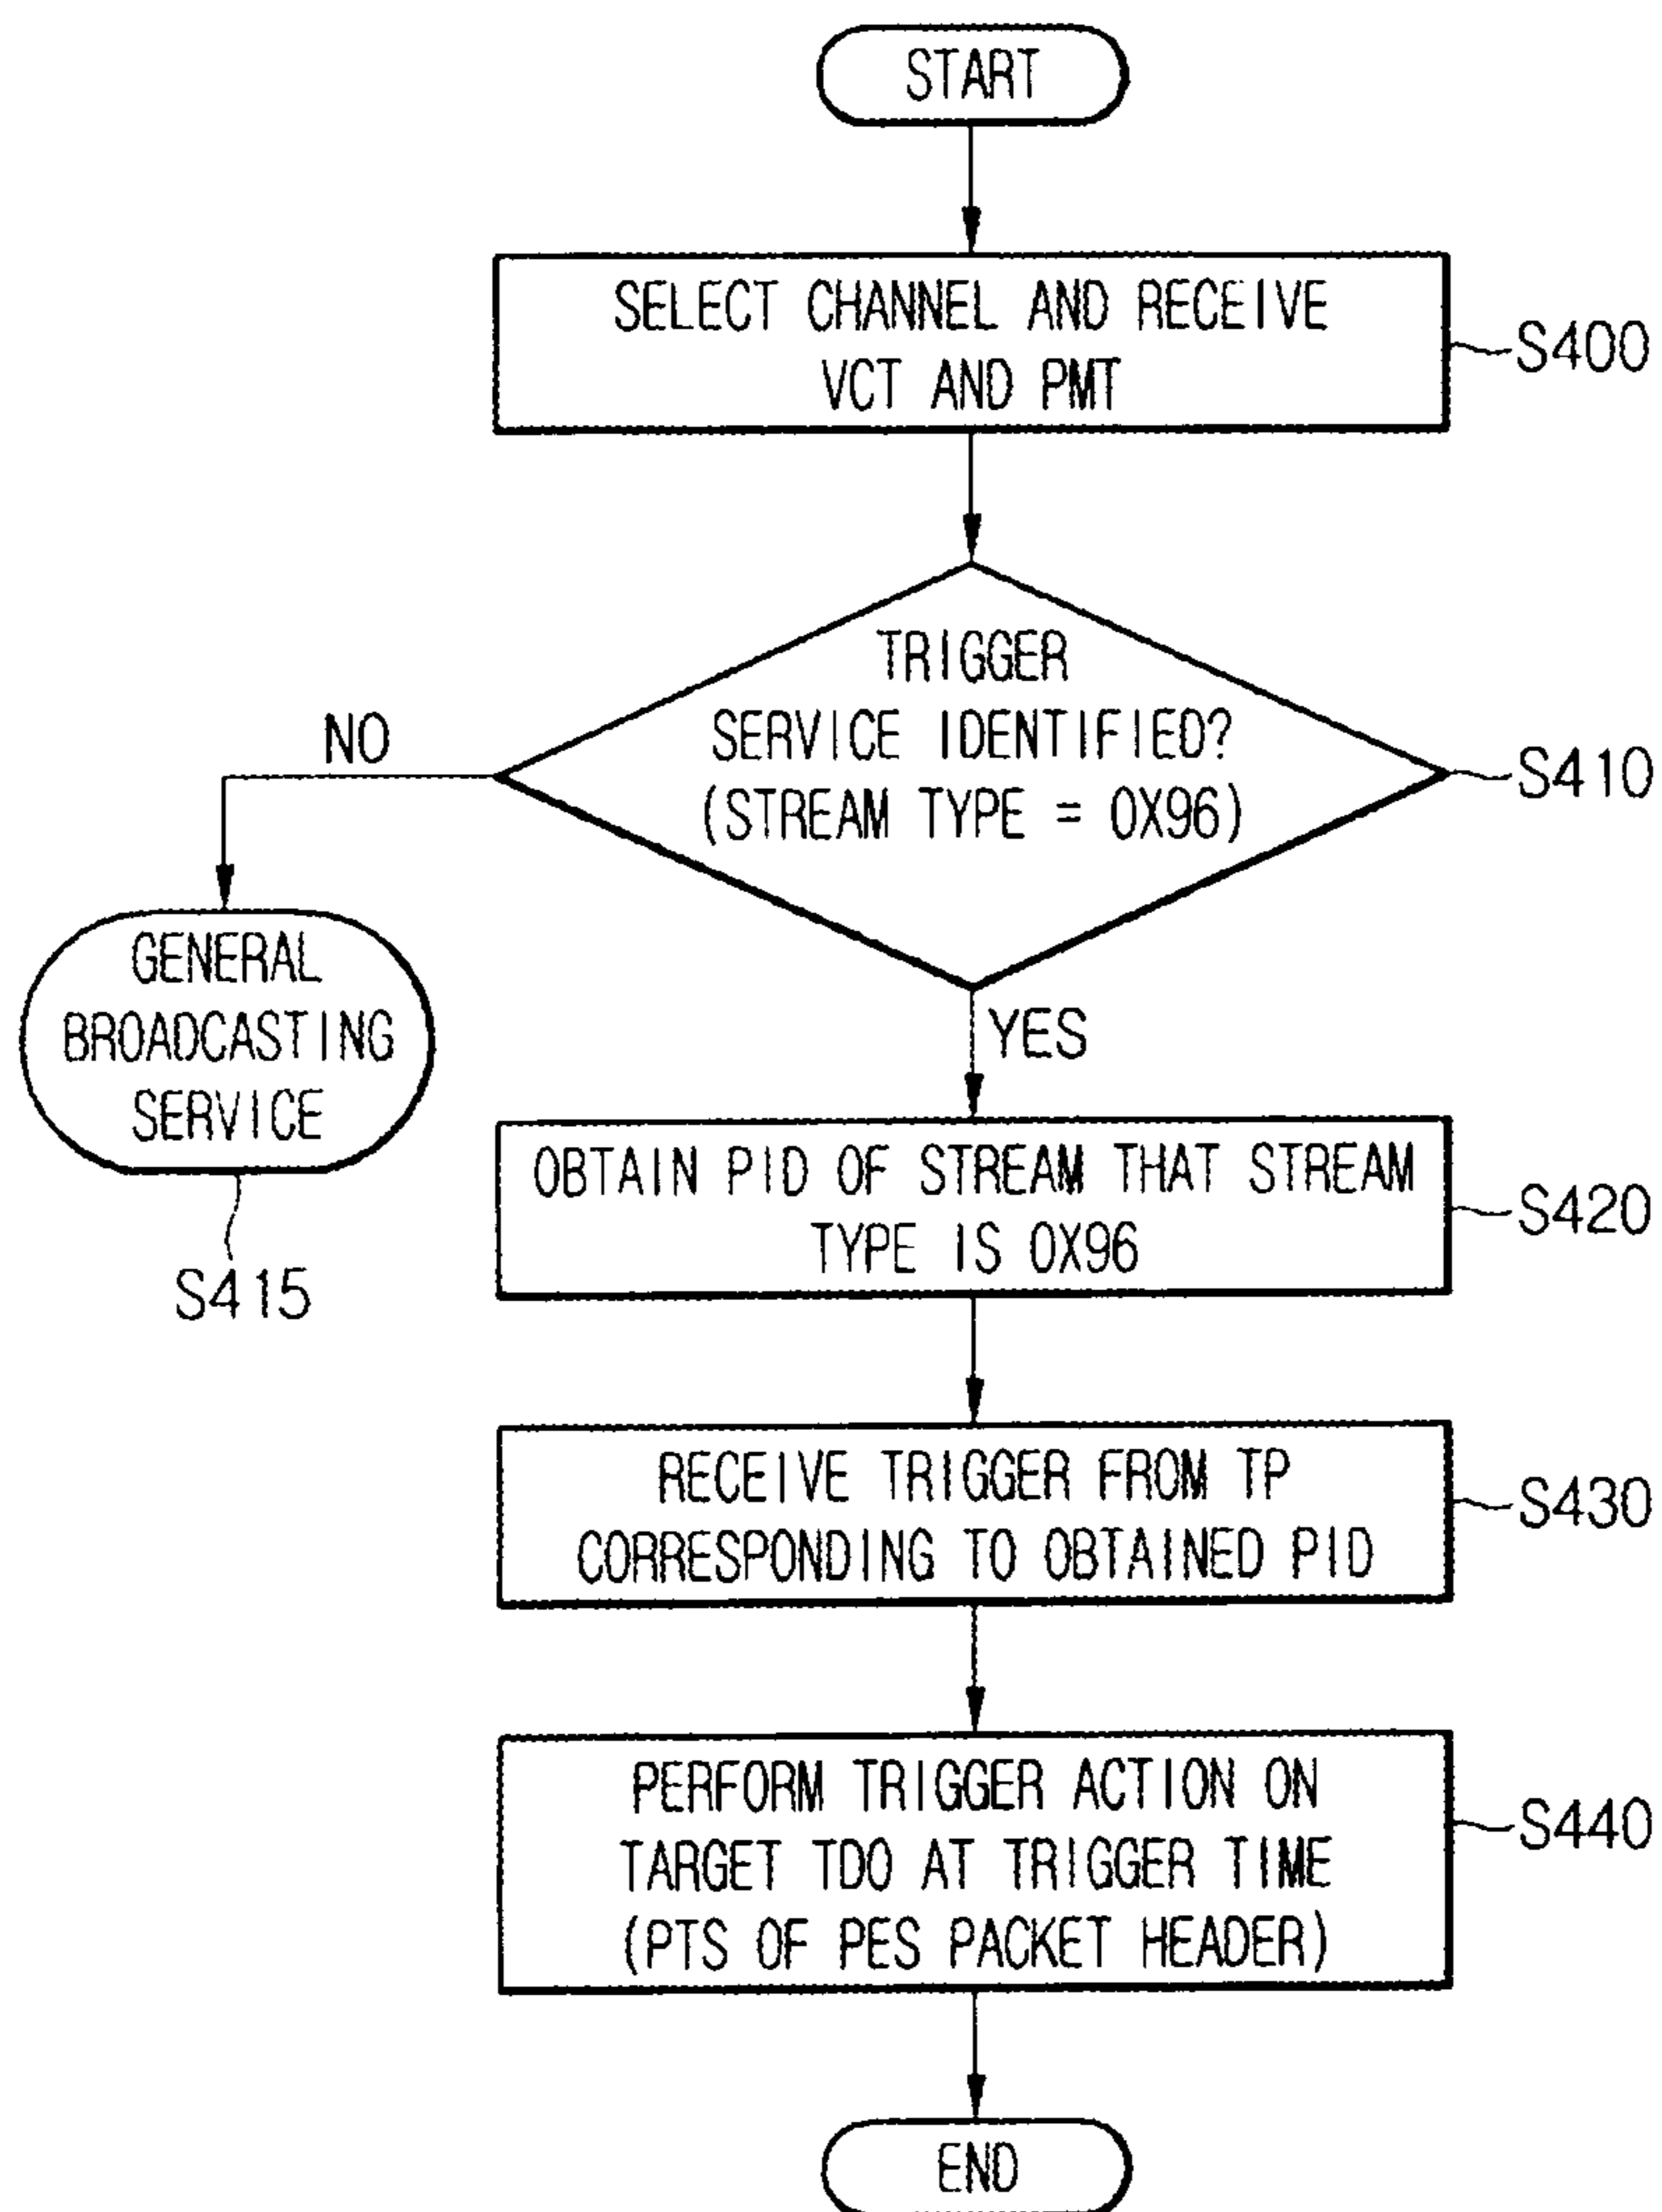 START
SELECT CHANNEL AND RECEIVE
VCT AND PMT
S400
TRIGGER
SERVICE IDENTIFIED?
(STREAM TYPE = 0X96)
S410
NO
GENERAL
BROADCASTING
SERVICE
S415
YES
OBTAIN PID OF STREAM THAT STREAM
TYPE IS 0X96
S420
RECEIVE TRIGGER FROM TP
CORRESPONDING TO OBTAINED PID
S430
PERFORM TRIGGER ACTION ON
TARGET TDO AT TRIGGER TIME
(PTS OF PES PACKET HEADER)
S440
END